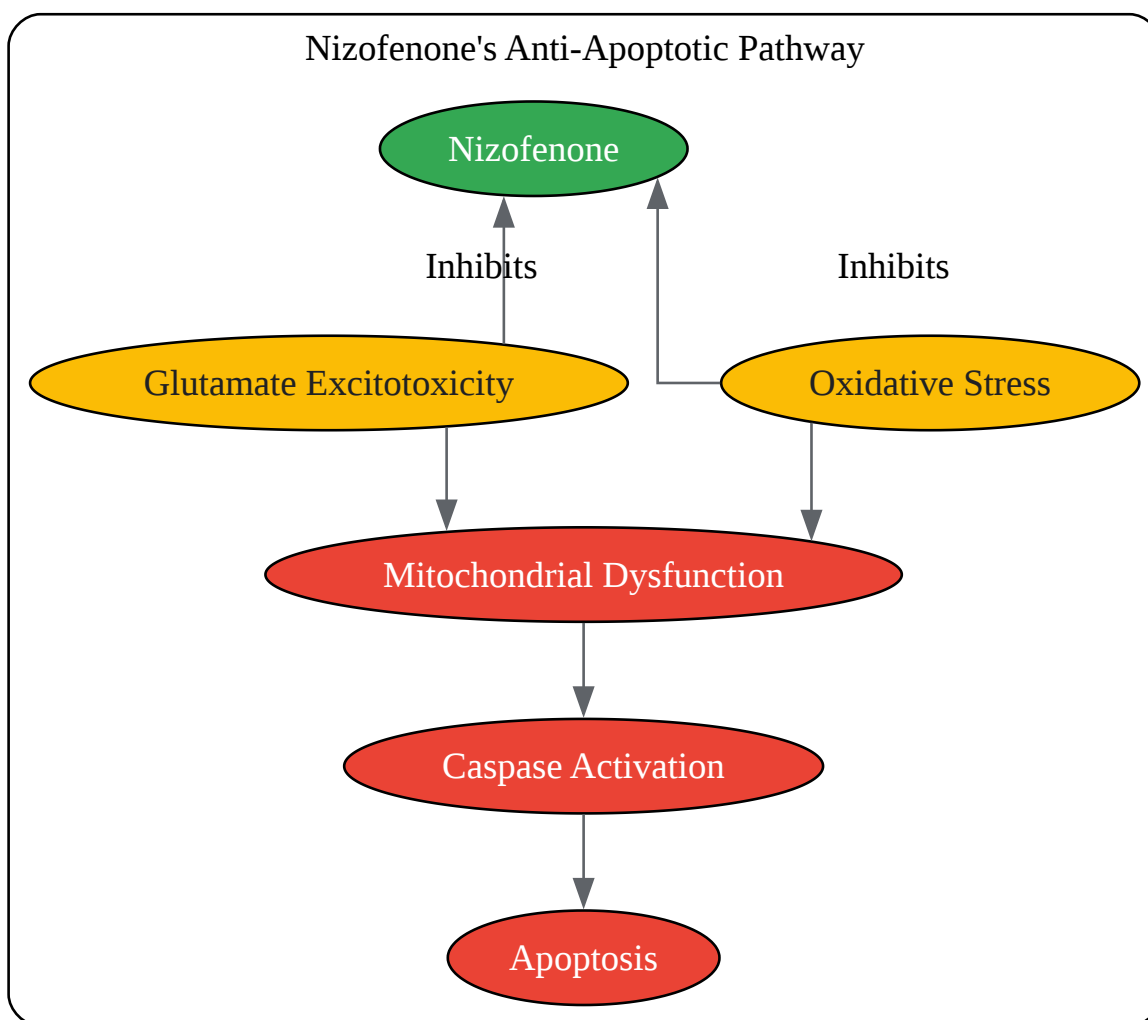 Nizofenone's Anti-Apoptotic Pathway
Nizofenone
Inhibits
Inhibits
Glutamate Excitotoxicity
Oxidative Stress
Mitochondrial Dysfunction
Caspase Activation
Apoptosis